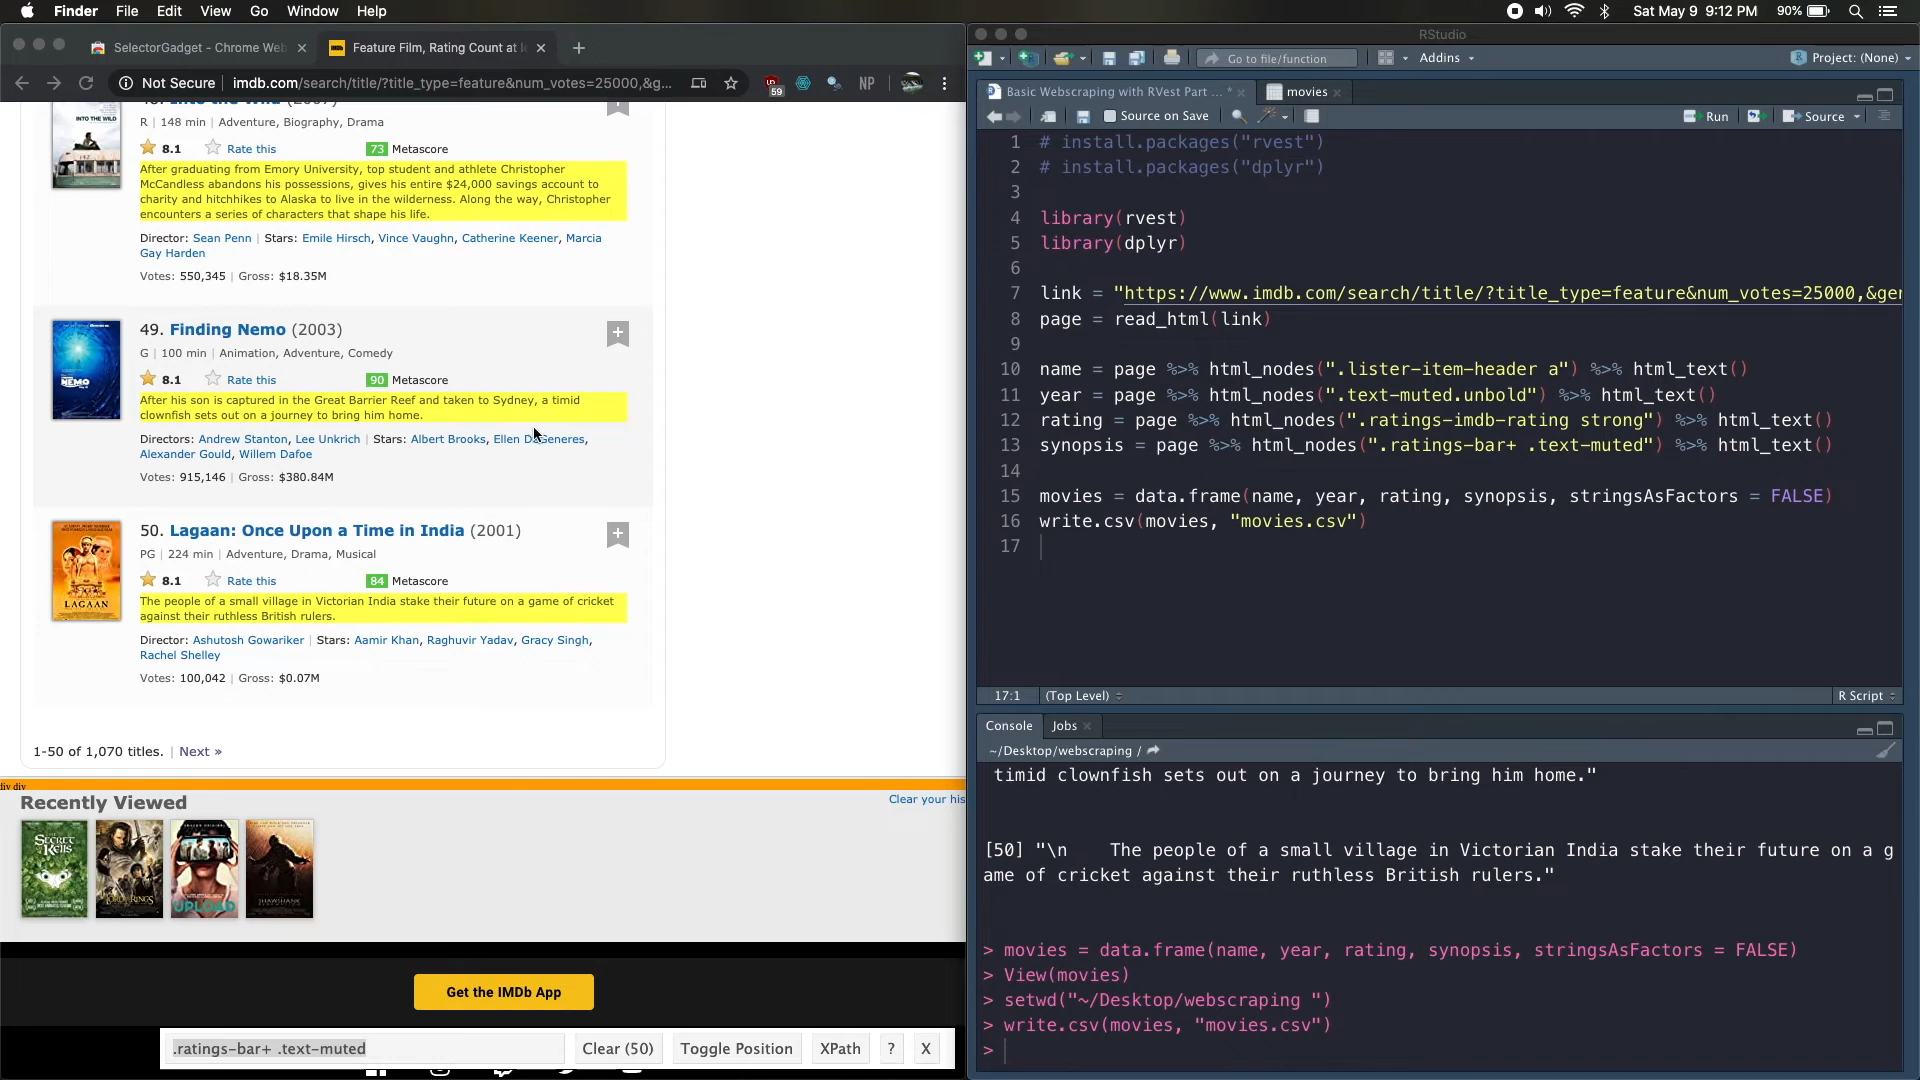 Finder File Edit View Go Window Help
Sat May 9 9:12 PM 90%
SelectorGadget - Chrome Web
Feature Film, Rating Count at le
Not Secure imdb.com/search/title/?title_type=feature&num_votes=25000,&g...
59
NP
INTO THE WILD
R | 148 min | Adventure, Biography, Drama
8.1 Rate this 73 Metascore
After graduating from Emory University, top student and athlete Christopher
McCandless abandons his possessions, gives his entire $24,000 savings account to
charity and hitchhikes to Alaska to live in the wilderness. Along the way, Christopher
encounters a series of characters that shape his life.
Director: Sean Penn | Stars: Emile Hirsch, Vince Vaughn, Catherine Keener, Marcia
Gay Harden
Votes: 550,345 | Gross: $18.35M
NEMO
49. Finding Nemo (2003)
G | 100 min | Animation, Adventure, Comedy
8.1 Rate this 90 Metascore
After his son is captured in the Great Barrier Reef and taken to Sydney, a timid
clownfish sets out on a journey to bring him home.
Directors: Andrew Stanton, Lee Unkrich | Stars: Albert Brooks, Ellen DeGeneres,
Alexander Gould, Willem Dafoe
Votes: 915,146 | Gross: $380.84M
LAGAAN
50. Lagaan: Once Upon a Time in India (2001)
PG | 224 min | Adventure, Drama, Musical
8.1 Rate this 84 Metascore
The people of a small village in Victorian India stake their future on a game of cricket
against their ruthless British rulers.
Director: Ashutosh Gowariker | Stars: Aamir Khan, Raghuvir Yadav, Gracy Singh,
Rachel Shelley
Votes: 100,042 | Gross: $0.07M
1-50 of 1,070 titles. | Next »
div div
Recently Viewed
Clear your his
SECRET
KELLS
UPLOAD
SHAWSHANK
Get the IMDb App
.ratings-bar+ .text-muted
Clear (50) Toggle Position XPath ? X
RStudio
Go to file/function Addins Project: (None)
Basic Webscraping with RVest Part ... * movies
Source on Save Run Source
1 # install.packages("rvest")
2 # install.packages("dplyr")
3
4 library(rvest)
5 library(dplyr)
6
7 link = "https://www.imdb.com/search/title/?title_type=feature&num_votes=25000,&gen
8 page = read_html(link)
9
10 name = page %>% html_nodes(".lister-item-header a") %>% html_text()
11 year = page %>% html_nodes(".text-muted.unbold") %>% html_text()
12 rating = page %>% html_nodes(".ratings-imdb-rating strong") %>% html_text()
13 synopsis = page %>% html_nodes(".ratings-bar+ .text-muted") %>% html_text()
14
15 movies = data.frame(name, year, rating, synopsis, stringsAsFactors = FALSE)
16 write.csv(movies, "movies.csv")
17
17:1 (Top Level) R Script
Console Jobs
~/Desktop/webscraping /
timid clownfish sets out on a journey to bring him home."
[50] "\n    The people of a small village in Victorian India stake their future on a g
ame of cricket against their ruthless British rulers."
> movies = data.frame(name, year, rating, synopsis, stringsAsFactors = FALSE)
> View(movies)
> setwd("~/Desktop/webscraping ")
> write.csv(movies, "movies.csv")
>